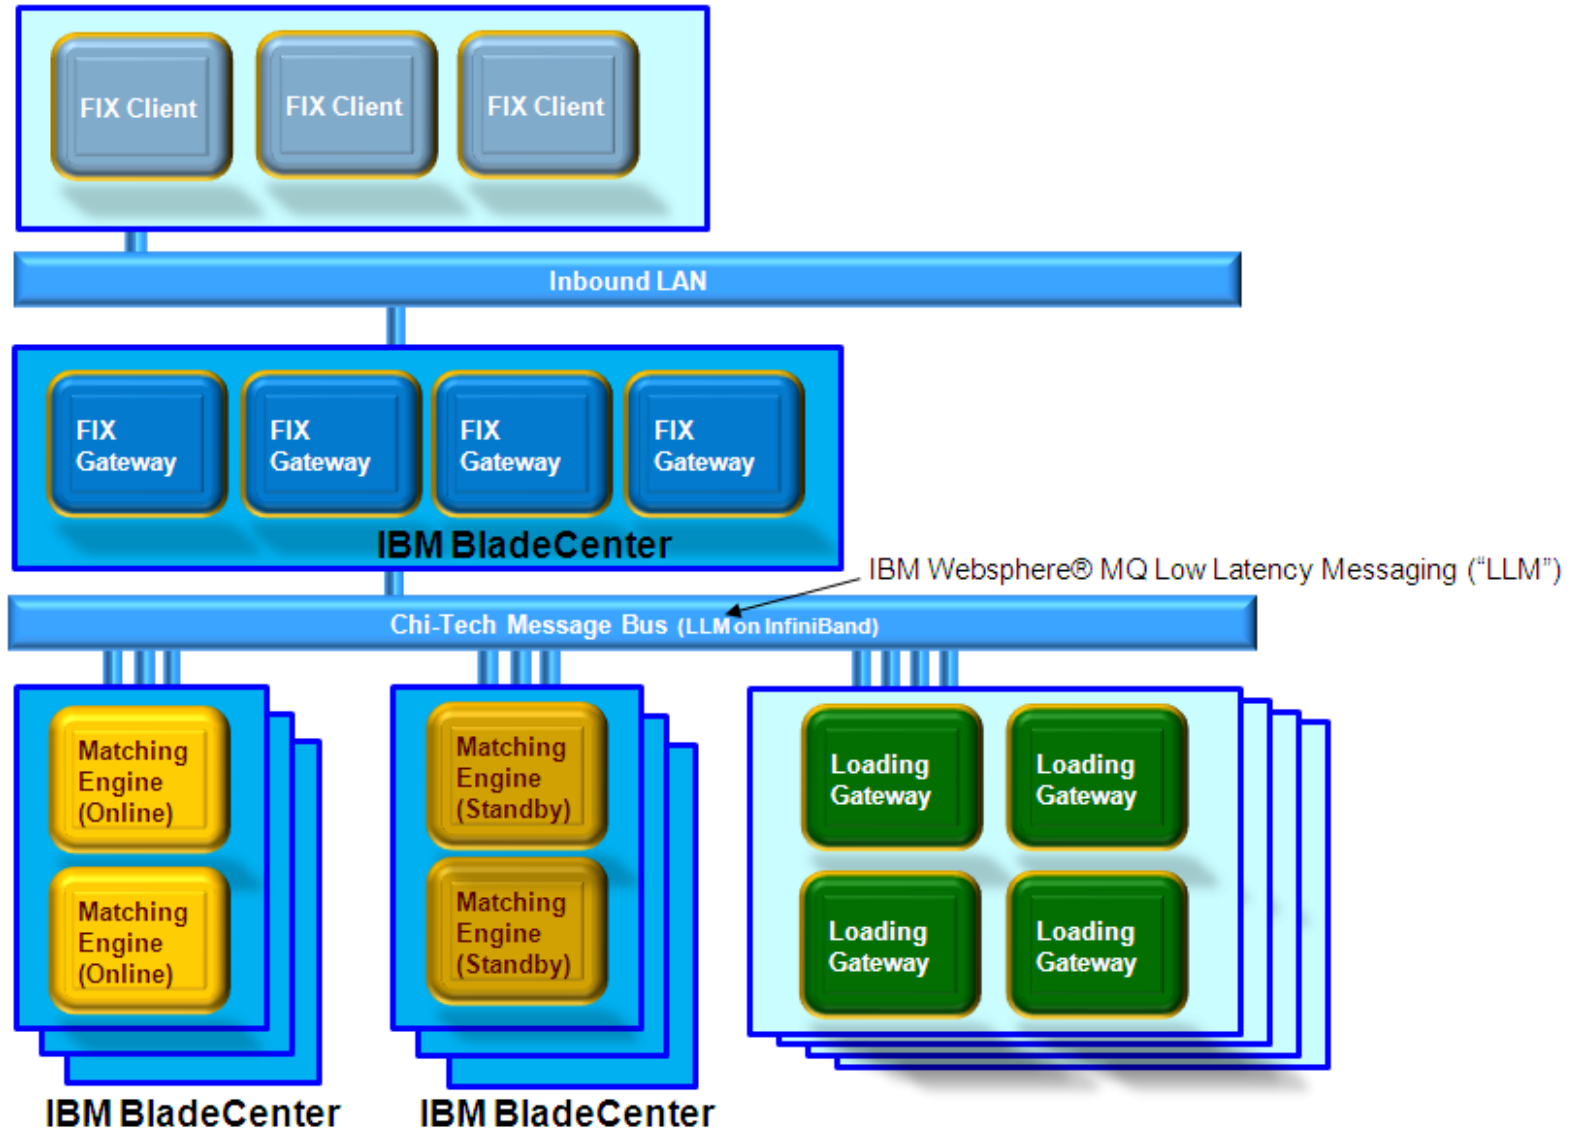 FIX Client
FIX Client
FIX Client
Inbound LAN
FIX
Gateway
FIX
Gateway
FIX
Gateway
FIX
Gateway
IBM BladeCenter
IBM Websphere® MQ Low Latency Messaging (“LLM”)
Chi-Tech Message Bus (LLM on InfiniBand)
Matching
Engine
(Online)
Matching
Engine
(Online)
IBM BladeCenter
Matching
Engine
(Standby)
Matching
Engine
(Standby)
IBM BladeCenter
Loading
Gateway
Loading
Gateway
Loading
Gateway
Loading
Gateway